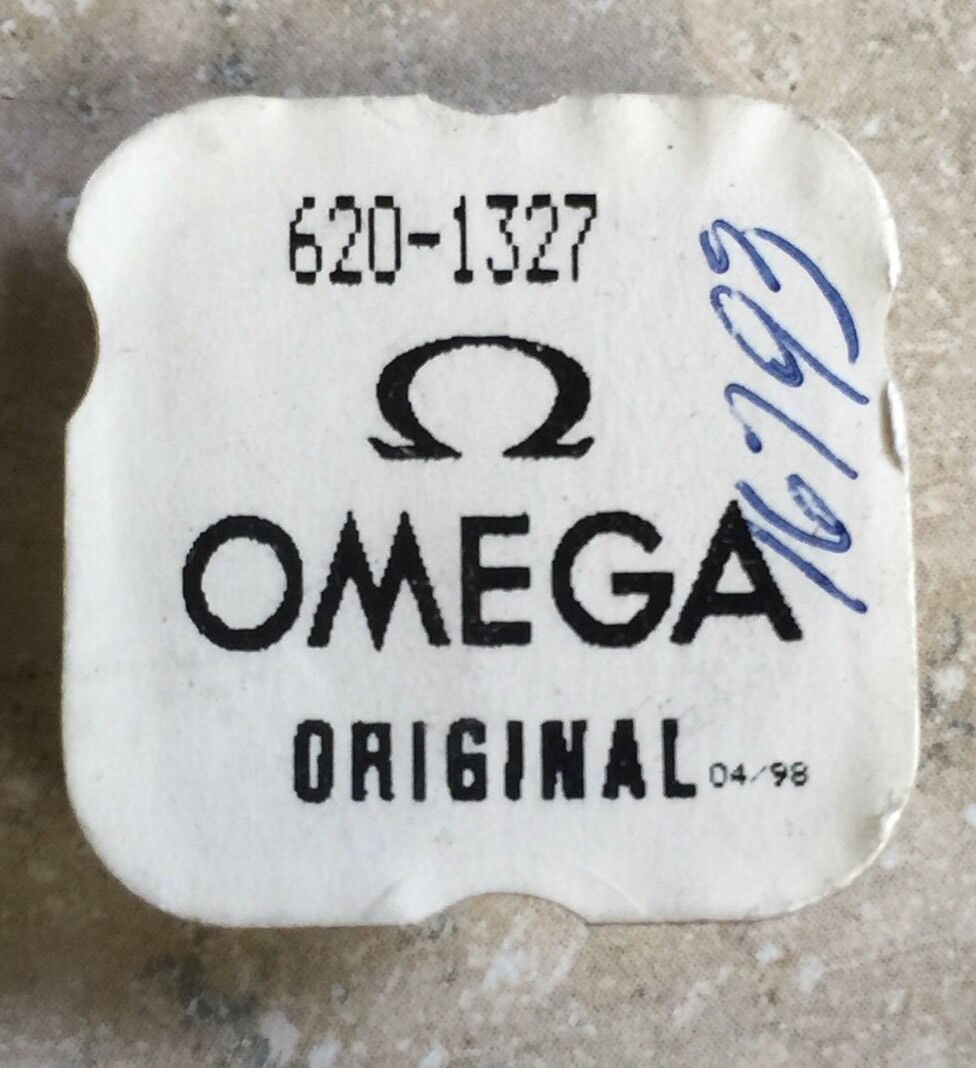 620-1327
Ω
OMEGA
ORIGINAL 04/98